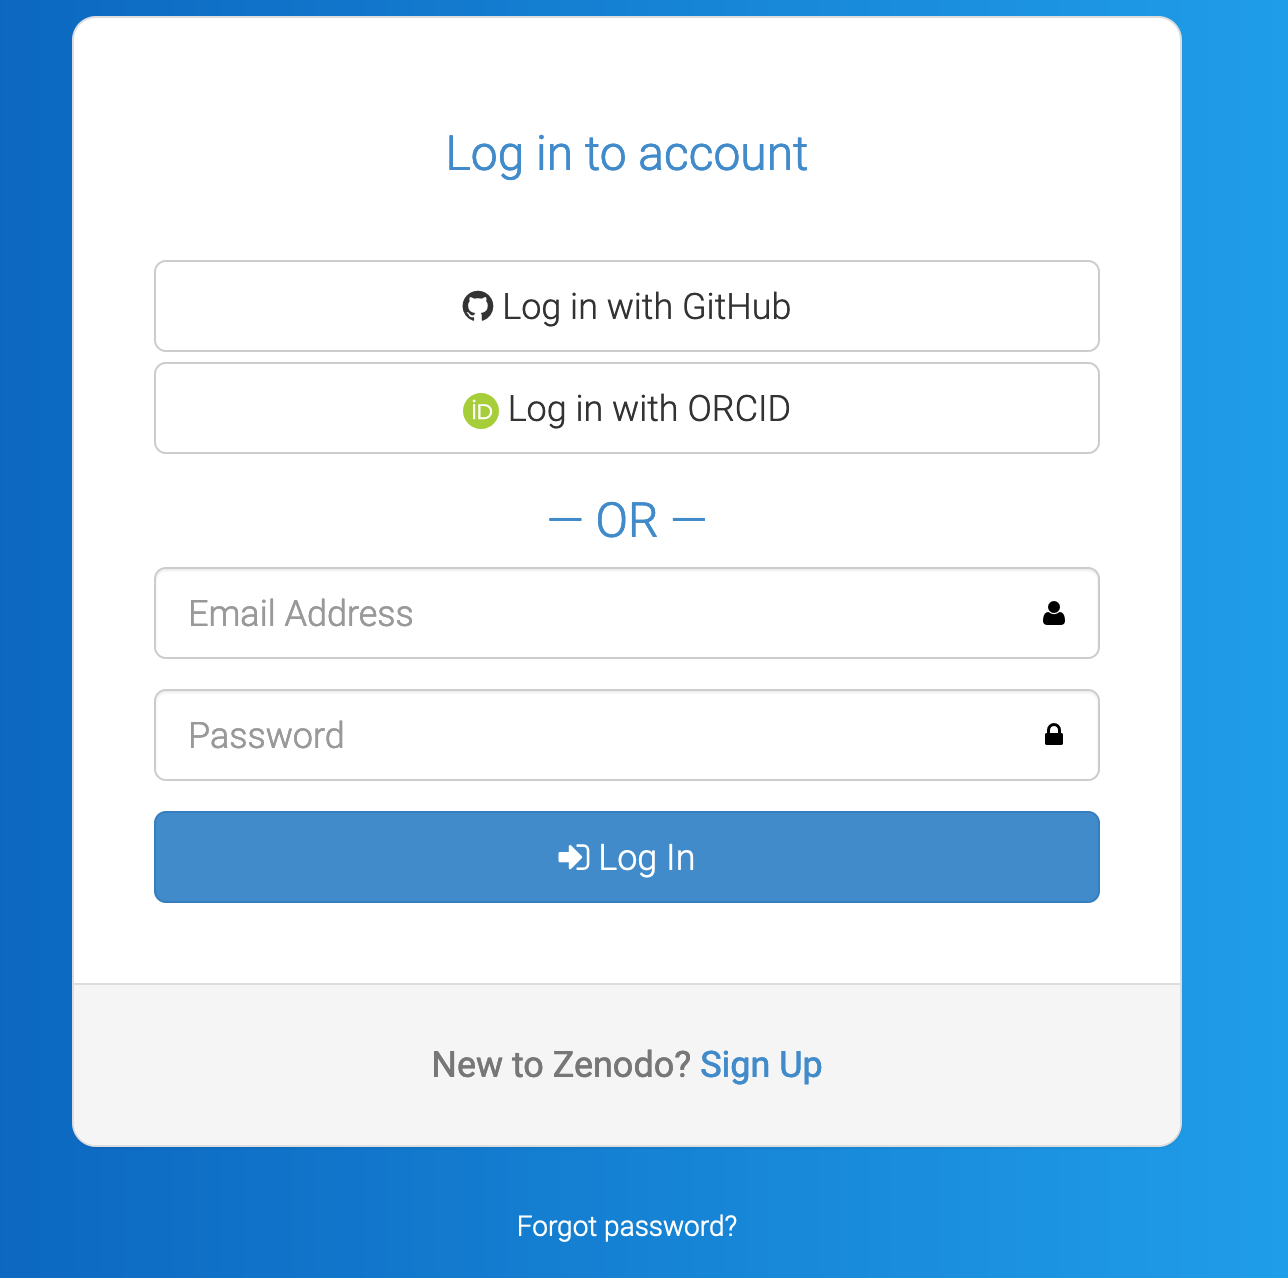 Log in to account
Log in with GitHub
iD Log in with ORCID
— OR —
Email Address
Password
Log In
New to Zenodo? Sign Up
Forgot password?